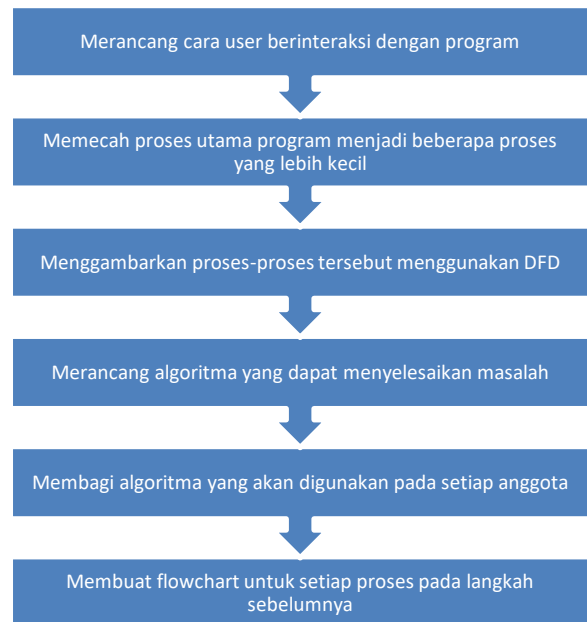 Merancang cara user berinteraksi dengan program
Memecah proses utama program menjadi beberapa proses
yang lebih kecil
Menggambarkan proses-proses tersebut menggunakan DFD
Merancang algoritma yang dapat menyelesaikan masalah
Membagi algoritma yang akan digunakan pada setiap anggota
Membuat flowchart untuk setiap proses pada langkah
sebelumnya